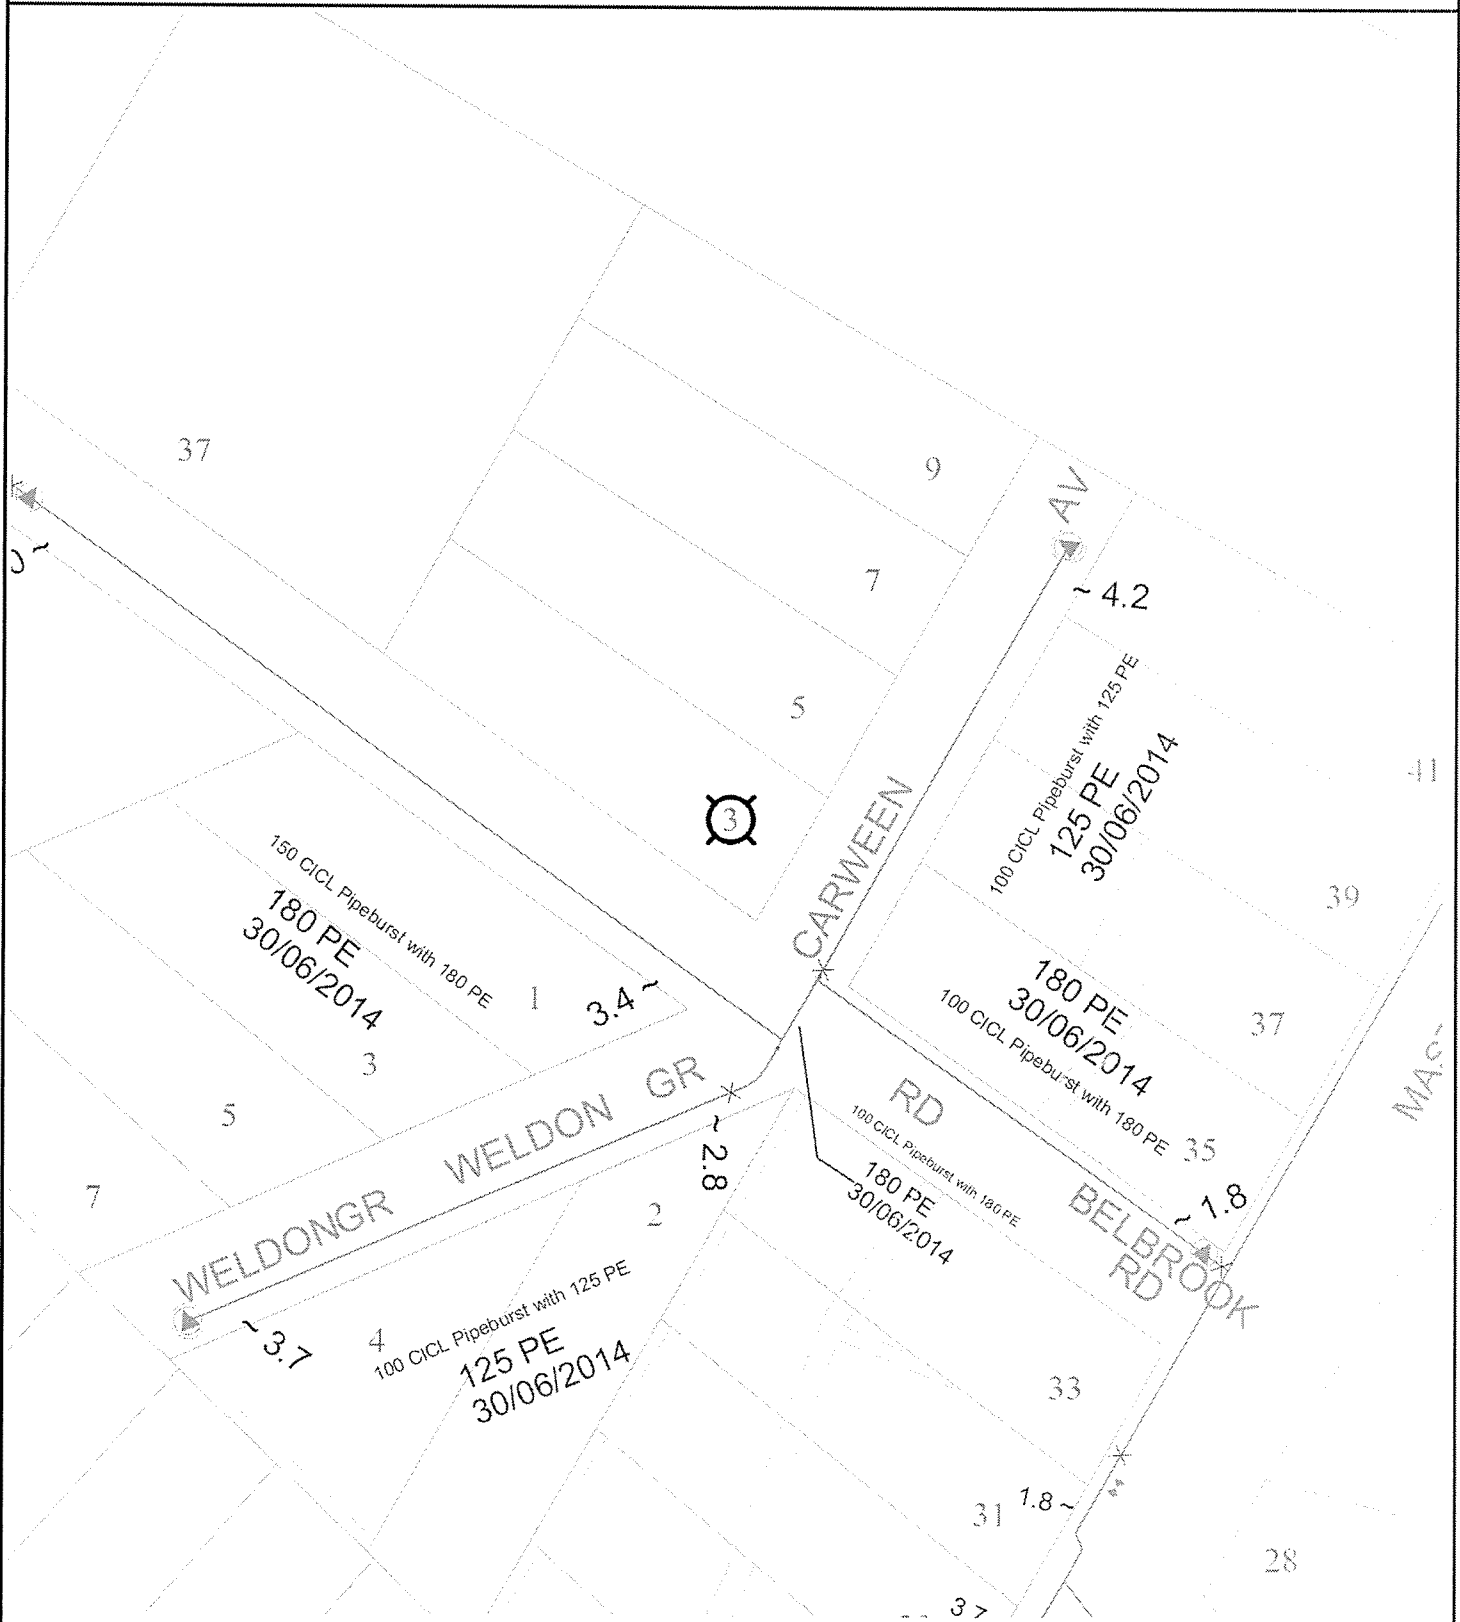 37
9
AV
~ 4.2
7
100 CICL Pipeburst with 125 PE
125 PE
30/06/2014
5
41
3
CARWEEN
39
150 CICL Pipeburst with 180 PE
180 PE
30/06/2014
1
3.4 ~
180 PE
30/06/2014
100 CICL Pipeburst with 180 PE
37
3
5
7
WELDON GR
RD
35
100 CICL Pipeburst with 180 PE
180 PE
30/06/2014
~ 2.8
2
WELDONGR
BELBROOK
RD
~ 1.8
~ 3.7
4
100 CICL Pipeburst with 125 PE
125 PE
30/06/2014
33
31
1.8 ~
28
3.7